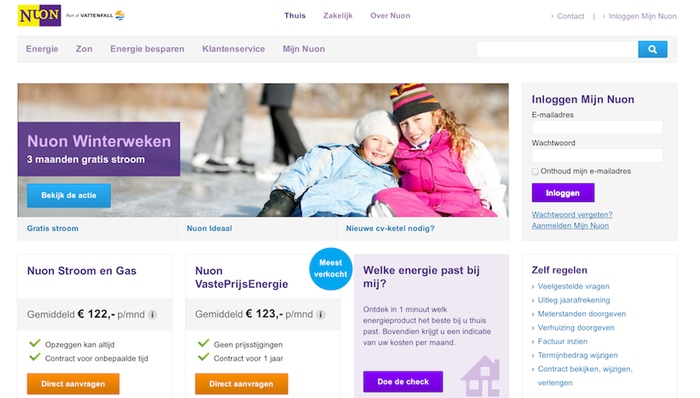 NUON Part of VATTENFALL
Thuis Zakelijk Over Nuon
Contact | Inloggen Mijn Nuon
Energie Zon Energie besparen Klantenservice Mijn Nuon
Nuon Winterweken
3 maanden gratis stroom
Bekijk de actie
Gratis stroom Nuon Ideaal Nieuwe cv-ketel nodig?
Inloggen Mijn Nuon
E-mailadres
Wachtwoord
Onthoud mijn e-mailadres
Inloggen
Wachtwoord vergeten?
Aanmelden Mijn Nuon
Nuon Stroom en Gas
Gemiddeld € 122,- p/mnd i
Opzeggen kan altijd
Contract voor onbepaalde tijd
Direct aanvragen
Meest
verkocht
Nuon
VastePrijsEnergie
Gemiddeld € 123,- p/mnd i
Geen prijsstijgingen
Contract voor 1 jaar
Direct aanvragen
Welke energie past bij
mij?
Ontdek in 1 minuut welk
energieproduct het beste bij u thuis
past. Bovendien krijgt u een indicatie
van uw kosten per maand.
Doe de check
Zelf regelen
Veelgestelde vragen
Uitleg jaarafrekening
Meterstanden doorgeven
Verhuizing doorgeven
Factuur inzien
Termijnbedrag wijzigen
Contract bekijken, wijzigen,
verlengen